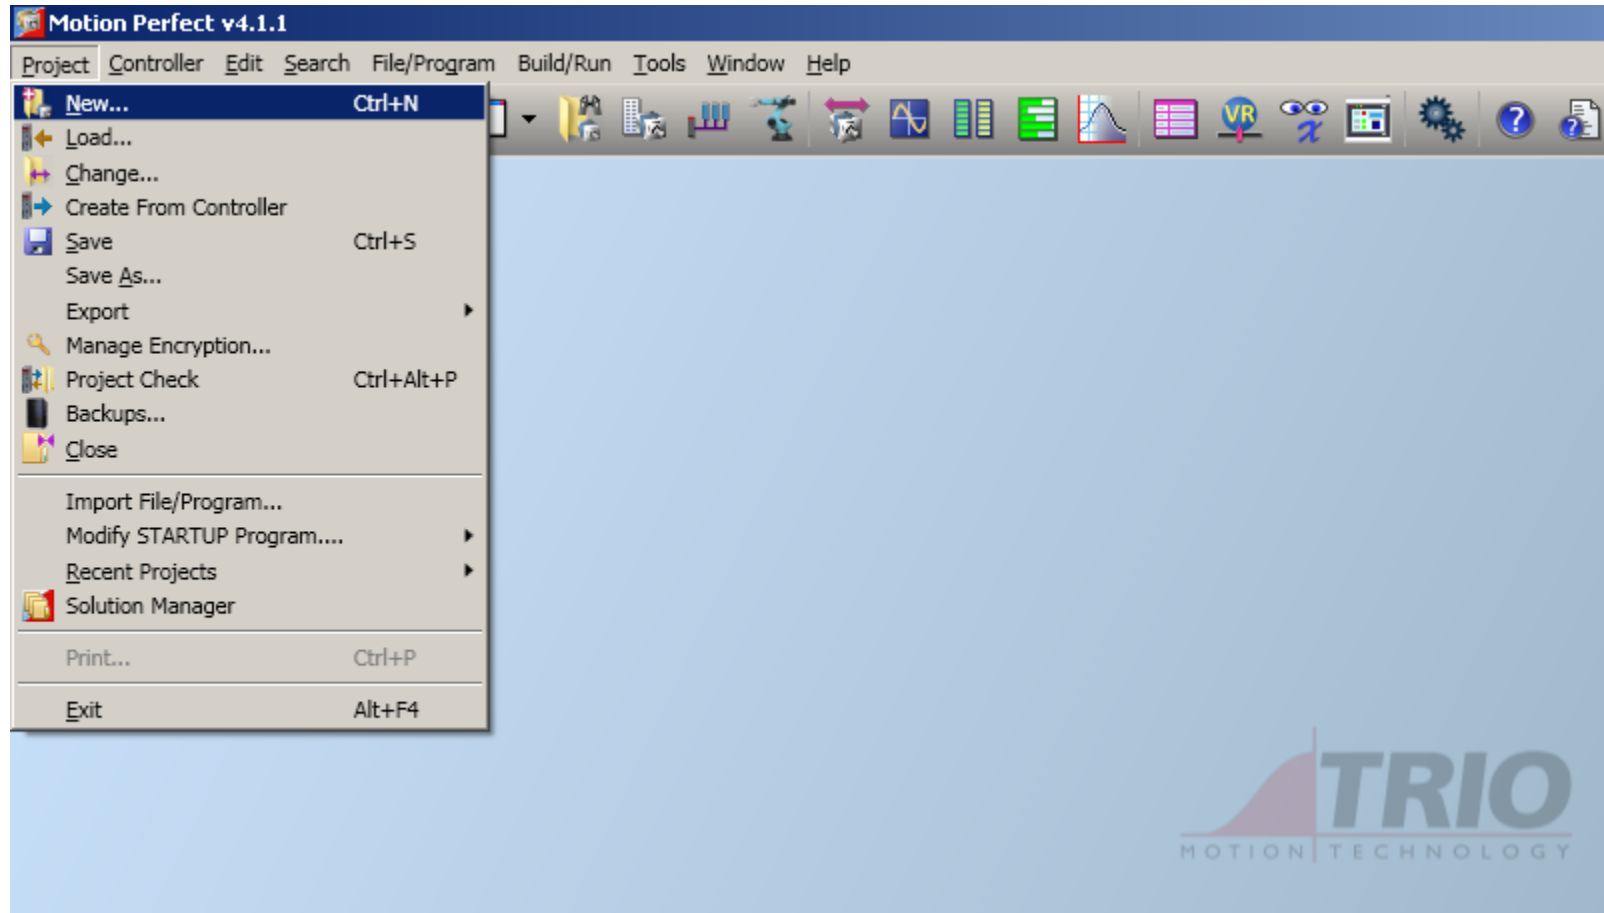 Motion Perfect v4.1.1
Project Controller Edit Search File/Program Build/Run Tools Window Help
New... Ctrl+N
Load...
Change...
Create From Controller
Save Ctrl+S
Save As...
Export
Manage Encryption...
Project Check Ctrl+Alt+P
Backups...
Close
Import File/Program...
Modify STARTUP Program....
Recent Projects
Solution Manager
Print... Ctrl+P
Exit Alt+F4
VR
x
?
?
TRIO
MOTION TECHNOLOGY